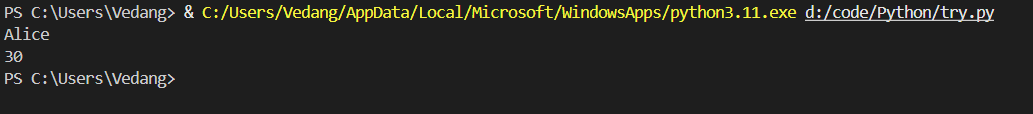 PS C:\Users\Vedang> & C:/Users/Vedang/AppData/Local/Microsoft/WindowsApps/python3.11.exe d:/code/Python/try.py
Alice
30
PS C:\Users\Vedang>